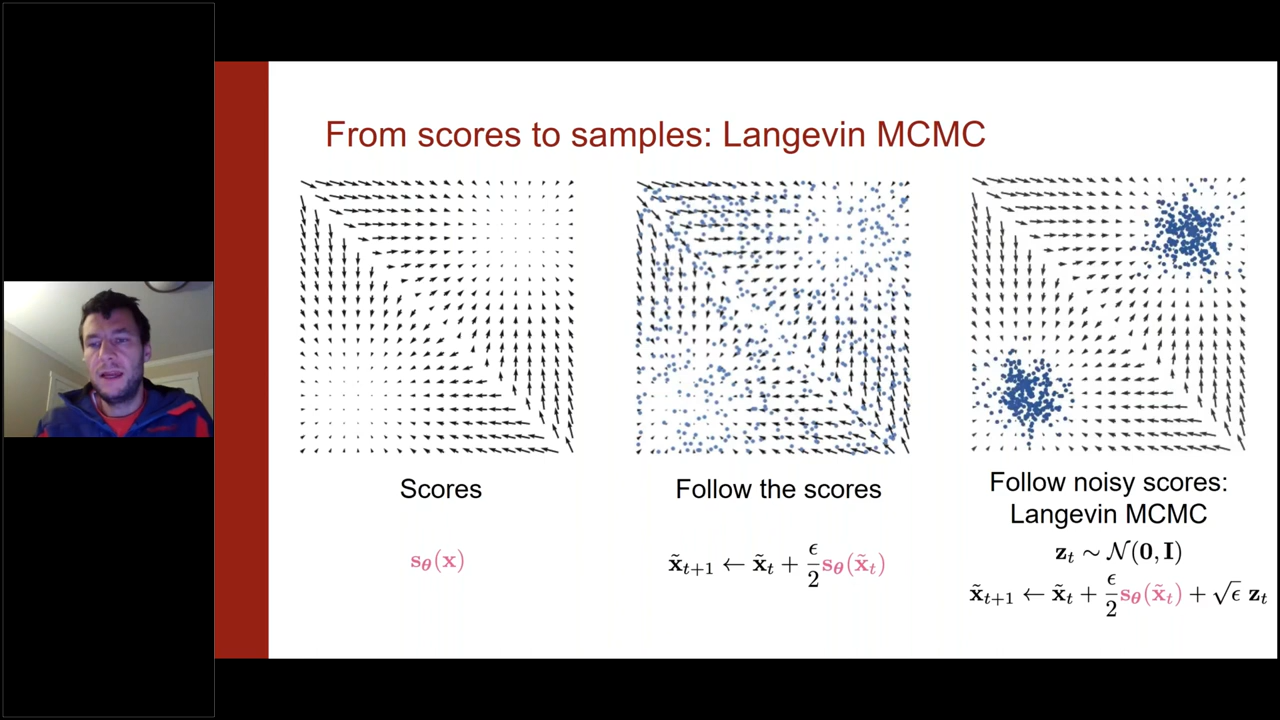 From scores to samples: Langevin MCMC
Scores
Follow the scores
Follow noisy scores:
Langevin MCMC
𝐬_𝜽(𝐱)
𝐱̃_{t+1} ← 𝐱̃_t + ϵ/2 𝐬_𝜽(𝐱̃_t)
𝐳_t ∼ 𝒩(𝟎, 𝐈)
𝐱̃_{t+1} ← 𝐱̃_t + ϵ/2 𝐬_𝜽(𝐱̃_t) + √ϵ 𝐳_t